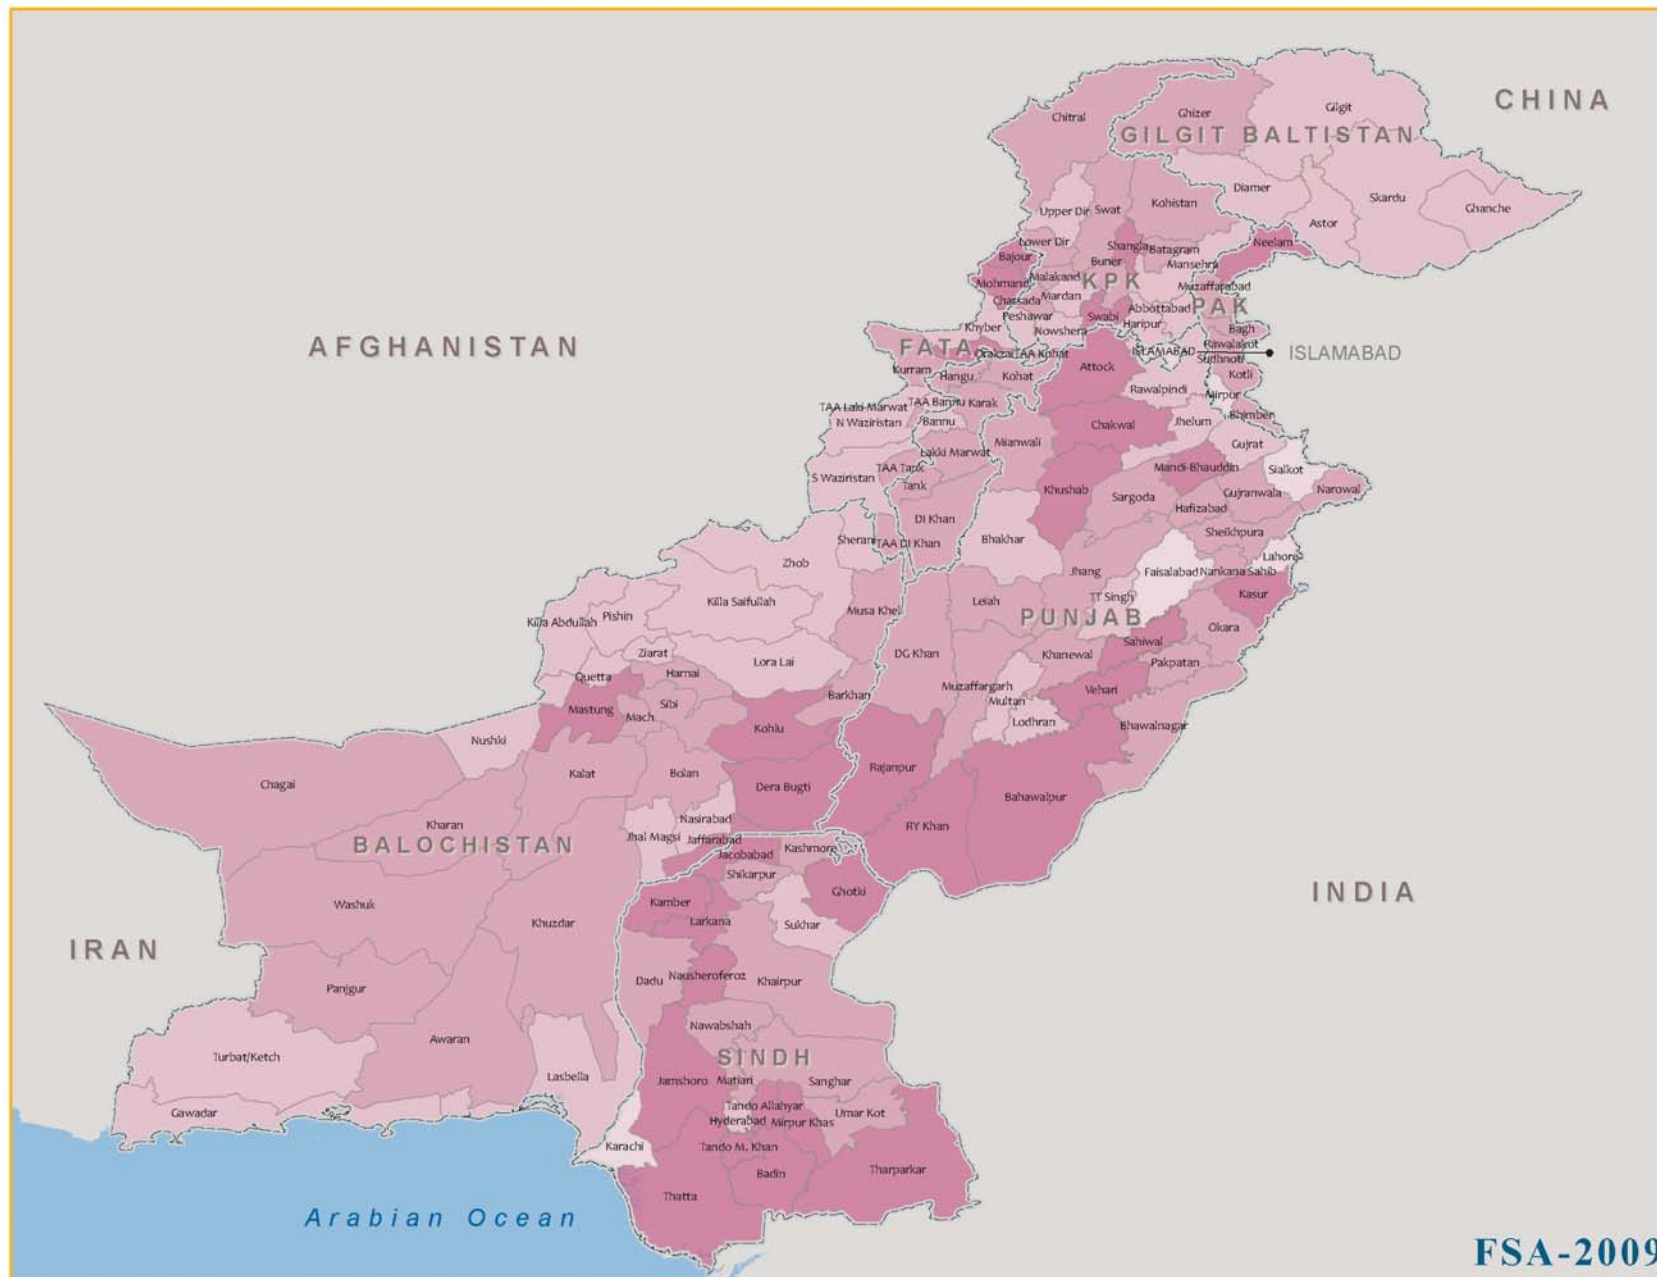 CHINA
Gilgit
Ghizer
Chitral
GILGIT BALTISTAN
Diamer
Skardu
Kohistan
Ghanche
Upper Dir
Swat
Astor
Lower Dir
Shangla
Batagram
Neelam
Bajour
Buner
Mansehra
Malakand
KPK
Mohmand
Muzaffarabad
Charsada
Mardan
Abbottabad
PAK
Peshawar
Swabi
Haripur
Khyber
Nowshera
Bagh
AFGHANISTAN
FATA
Orakzai
TAA Kohat
ISLAMABAD
Rawalakot
ISLAMABAD
Sudhnoti
Kurram
Hangu
Kohat
Attock
Kotli
Rawalpindi
Mirpur
TAA Laki Marwat
TAA Bannu
Karak
Bhimber
N Waziristan
Bannu
Chakwal
Jhelum
Mianwali
Gujrat
Lakki Marwat
TAA Tank
Mandi-Bhauddin
Sialkot
S Waziristan
Tank
Khushab
Sargoda
Gujranwala
Narowal
Hafizabad
DI Khan
Sheikhpura
Sherani
TAA DI Khan
Bhakhar
Lahore
Zhob
Jhang
Faisalabad
Nankana Sahib
Killa Saifullah
Musa Khel
Leiah
TT Singh
Kasur
Pishin
Killa Abdullah
PUNJAB
Okara
Sahiwal
Ziarat
Lora Lai
DG Khan
Khanewal
Pakpatan
Harnai
Quetta
Muzaffargarh
Vehari
Barkhan
Multan
Mastung
Sibi
Mach
Lodhran
Kohlu
Bhawalnagar
Nushki
Chagai
Kalat
Bolan
Rajanpur
Dera Bugti
Bahawalpur
Nasirabad
Kharan
RY Khan
BALOCHISTAN
Jhal Magsi
Jaffarabad
Jacobabad
Kashmore
Shikarpur
INDIA
Ghotki
Washuk
Kamber
Khuzdar
Larkana
Sukhar
IRAN
Dadu
Nausheroferoz
Khairpur
Panjgur
Nawabshah
Awaran
Turbat/Ketch
SINDH
Lasbella
Jamshoro
Matiari
Sanghar
Gawadar
Tando Allahyar
Umar Kot
Hyderabad
Mirpur Khas
Karachi
Tando M. Khan
Badin
Tharparkar
Thatta
Arabian Ocean
FSA-2009